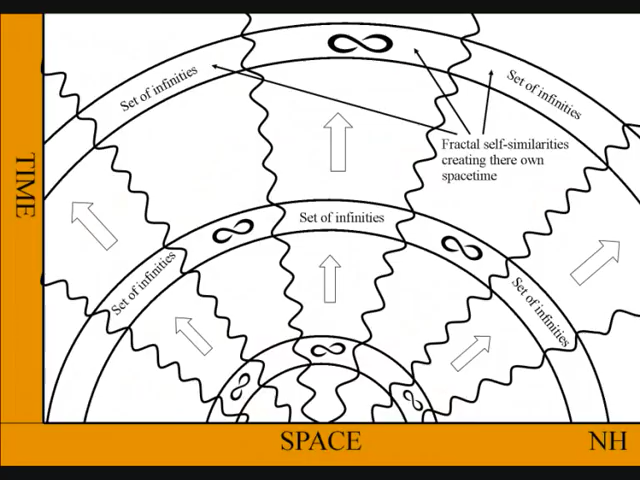 ∞
Set of infinities
Set of infinities
Fractal self-similarities
creating there own
spacetime
TIME
Set of infinities
∞
∞
Set of infinities
Set of infinities
∞
∞
∞
SPACE
NH